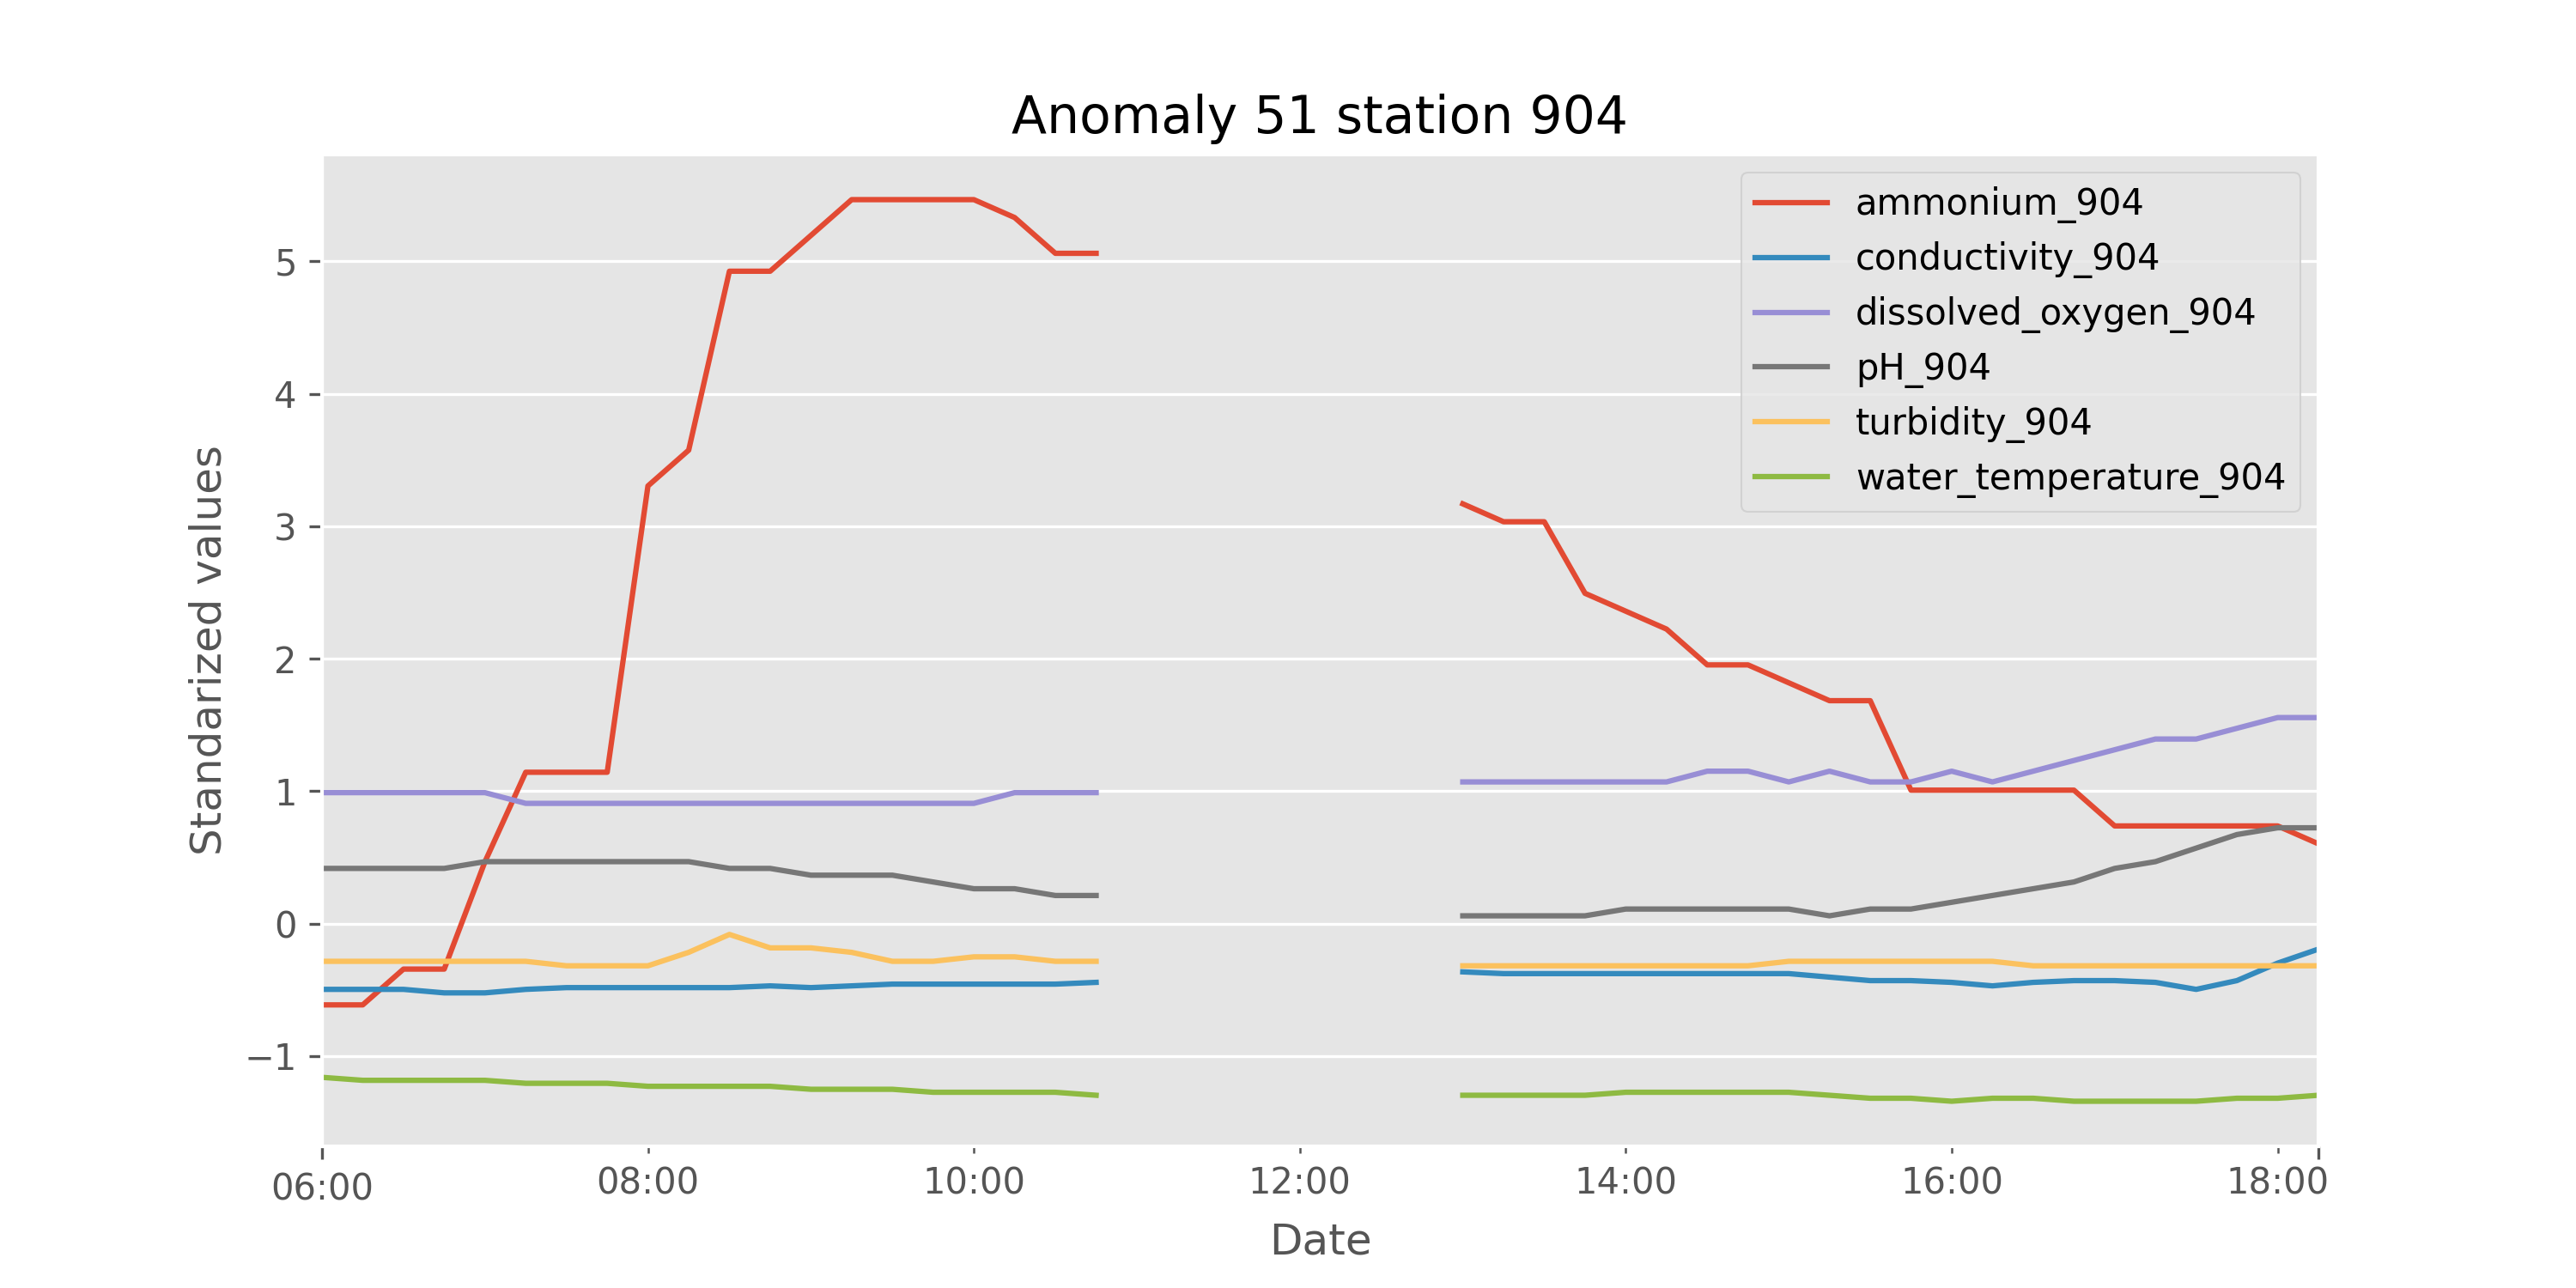 Anomaly 51 station 904
ammonium_904
conductivity_904
dissolved_oxygen_904
pH_904
turbidity_904
water_temperature_904
5
4
3
2
1
0
−1
Standarized values
06:00 08:00 10:00 12:00 14:00 16:00 18:00
Date